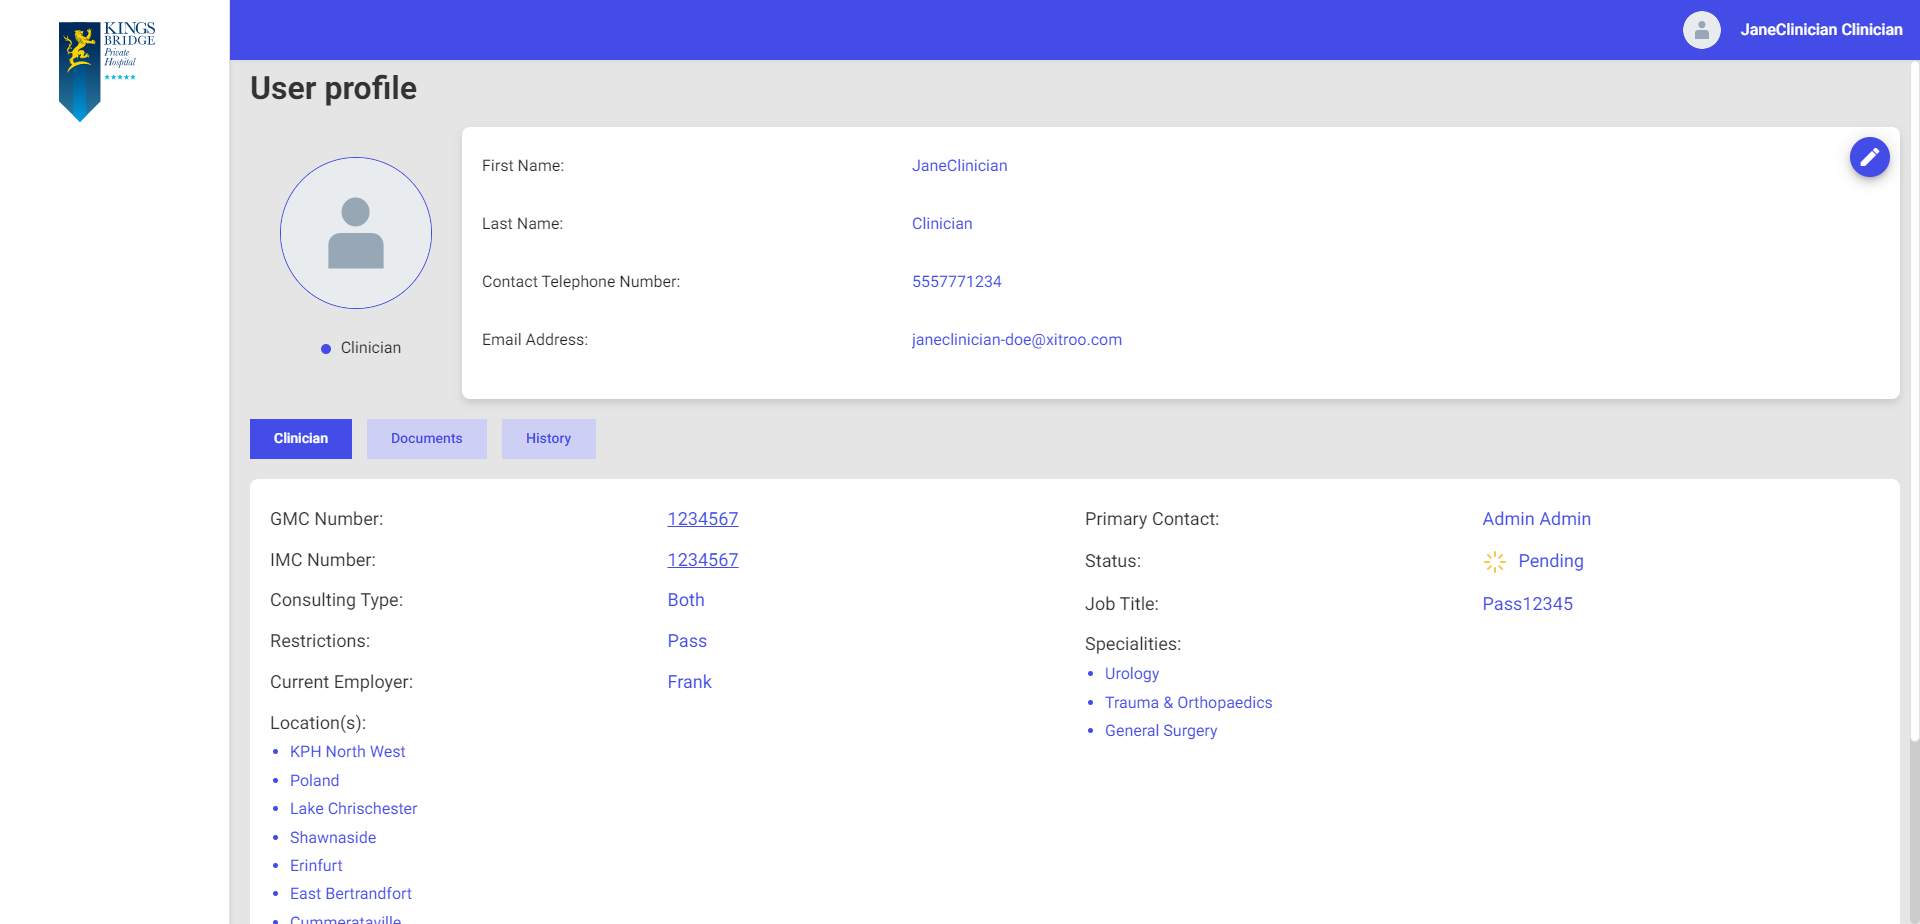 KINGS
BRIDGE
Private
Hospital
JaneClinician Clinician
User profile
First Name: JaneClinician
Last Name: Clinician
Contact Telephone Number: 5557771234
Email Address: janeclinician-doe@xitroo.com
Clinician
Clinician Documents History
GMC Number: 1234567
IMC Number: 1234567
Consulting Type: Both
Restrictions: Pass
Current Employer: Frank
Location(s):
KPH North West
Poland
Lake Chrischester
Shawnaside
Erinfurt
East Bertrandfort
Cummerataville
Primary Contact: Admin Admin
Status: Pending
Job Title: Pass12345
Specialities:
Urology
Trauma & Orthopaedics
General Surgery